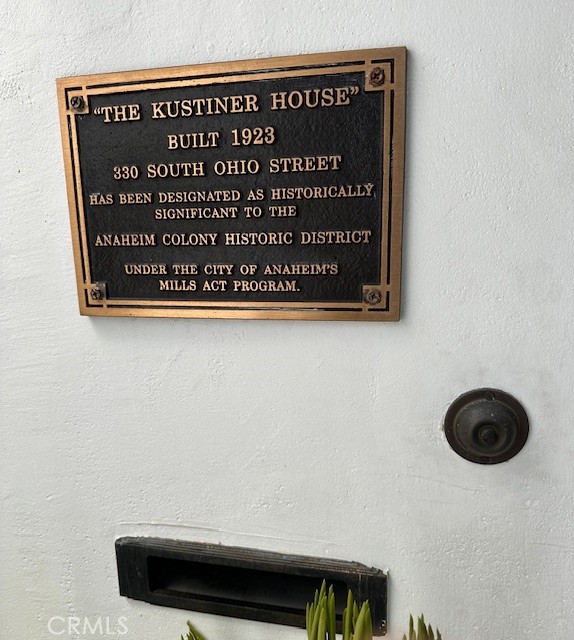 "THE KUSTINER HOUSE"
BUILT 1923
330 SOUTH OHIO STREET
HAS BEEN DESIGNATED AS HISTORICALLY
SIGNIFICANT TO THE
ANAHEIM COLONY HISTORIC DISTRICT
UNDER THE CITY OF ANAHEIM'S
MILLS ACT PROGRAM.
CRMLS